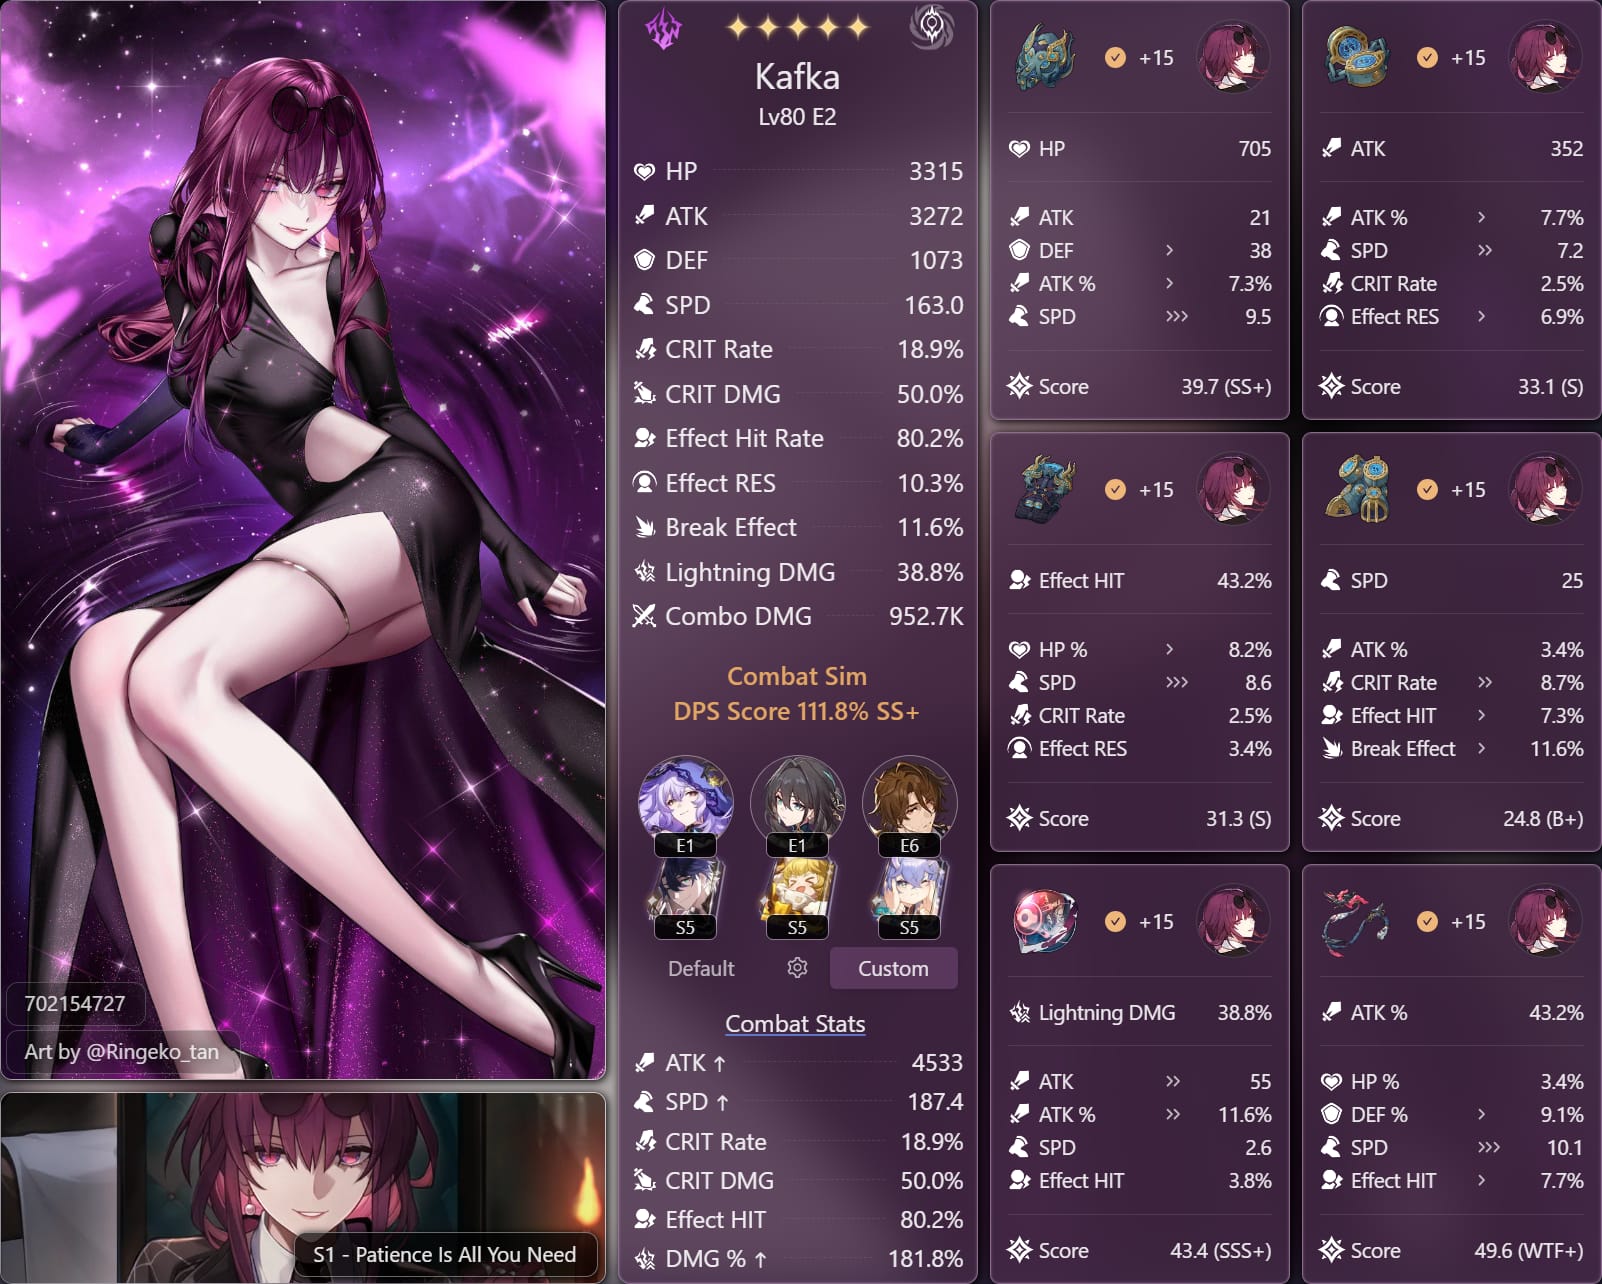 702154727
Art by @Ringeko_tan
S1 - Patience Is All You Need
Kafka
Lv80 E2
HP 3315
ATK 3272
DEF 1073
SPD 163.0
CRIT Rate 18.9%
CRIT DMG 50.0%
Effect Hit Rate 80.2%
Effect RES 10.3%
Break Effect 11.6%
Lightning DMG 38.8%
Combo DMG 952.7K
Combat Sim
DPS Score 111.8% SS+
E1 E1 E6
S5 S5 S5
Default Custom
Combat Stats
ATK ↑ 4533
SPD ↑ 187.4
CRIT Rate 18.9%
CRIT DMG 50.0%
Effect HIT 80.2%
DMG % ↑ 181.8%
+15
HP 705
ATK 21
DEF > 38
ATK % > 7.3%
SPD >>> 9.5
Score 39.7 (SS+)
+15
ATK 352
ATK % > 7.7%
SPD >> 7.2
CRIT Rate 2.5%
Effect RES > 6.9%
Score 33.1 (S)
+15
Effect HIT 43.2%
HP % > 8.2%
SPD >>> 8.6
CRIT Rate 2.5%
Effect RES 3.4%
Score 31.3 (S)
+15
SPD 25
ATK % 3.4%
CRIT Rate >> 8.7%
Effect HIT > 7.3%
Break Effect > 11.6%
Score 24.8 (B+)
+15
Lightning DMG 38.8%
ATK >> 55
ATK % >> 11.6%
SPD 2.6
Effect HIT 3.8%
Score 43.4 (SSS+)
+15
ATK % 43.2%
HP % 3.4%
DEF % > 9.1%
SPD >>> 10.1
Effect HIT > 7.7%
Score 49.6 (WTF+)